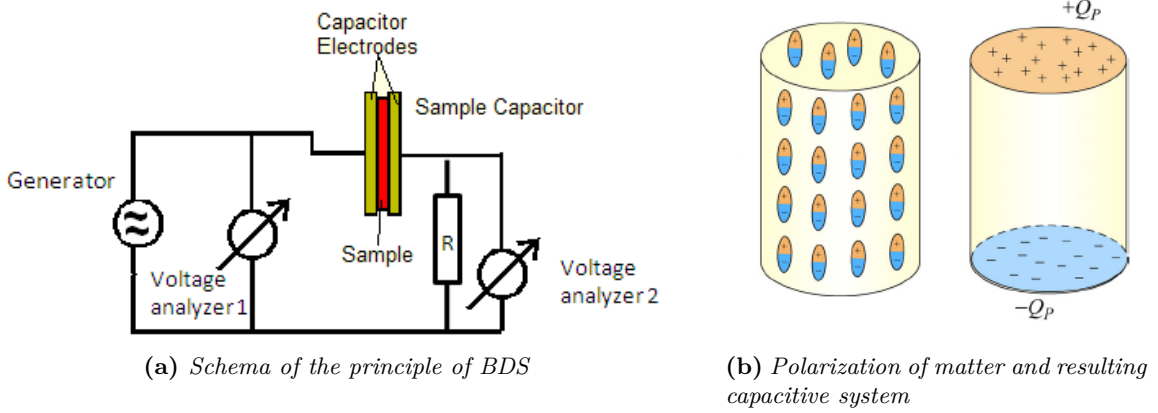 Capacitor
Electrodes
Sample Capacitor
Generator
Sample
R
Voltage
analyzer 1
Voltage
analyzer 2
+Q_P
−Q_P
(a) Schema of the principle of BDS
(b) Polarization of matter and resulting
capacitive system